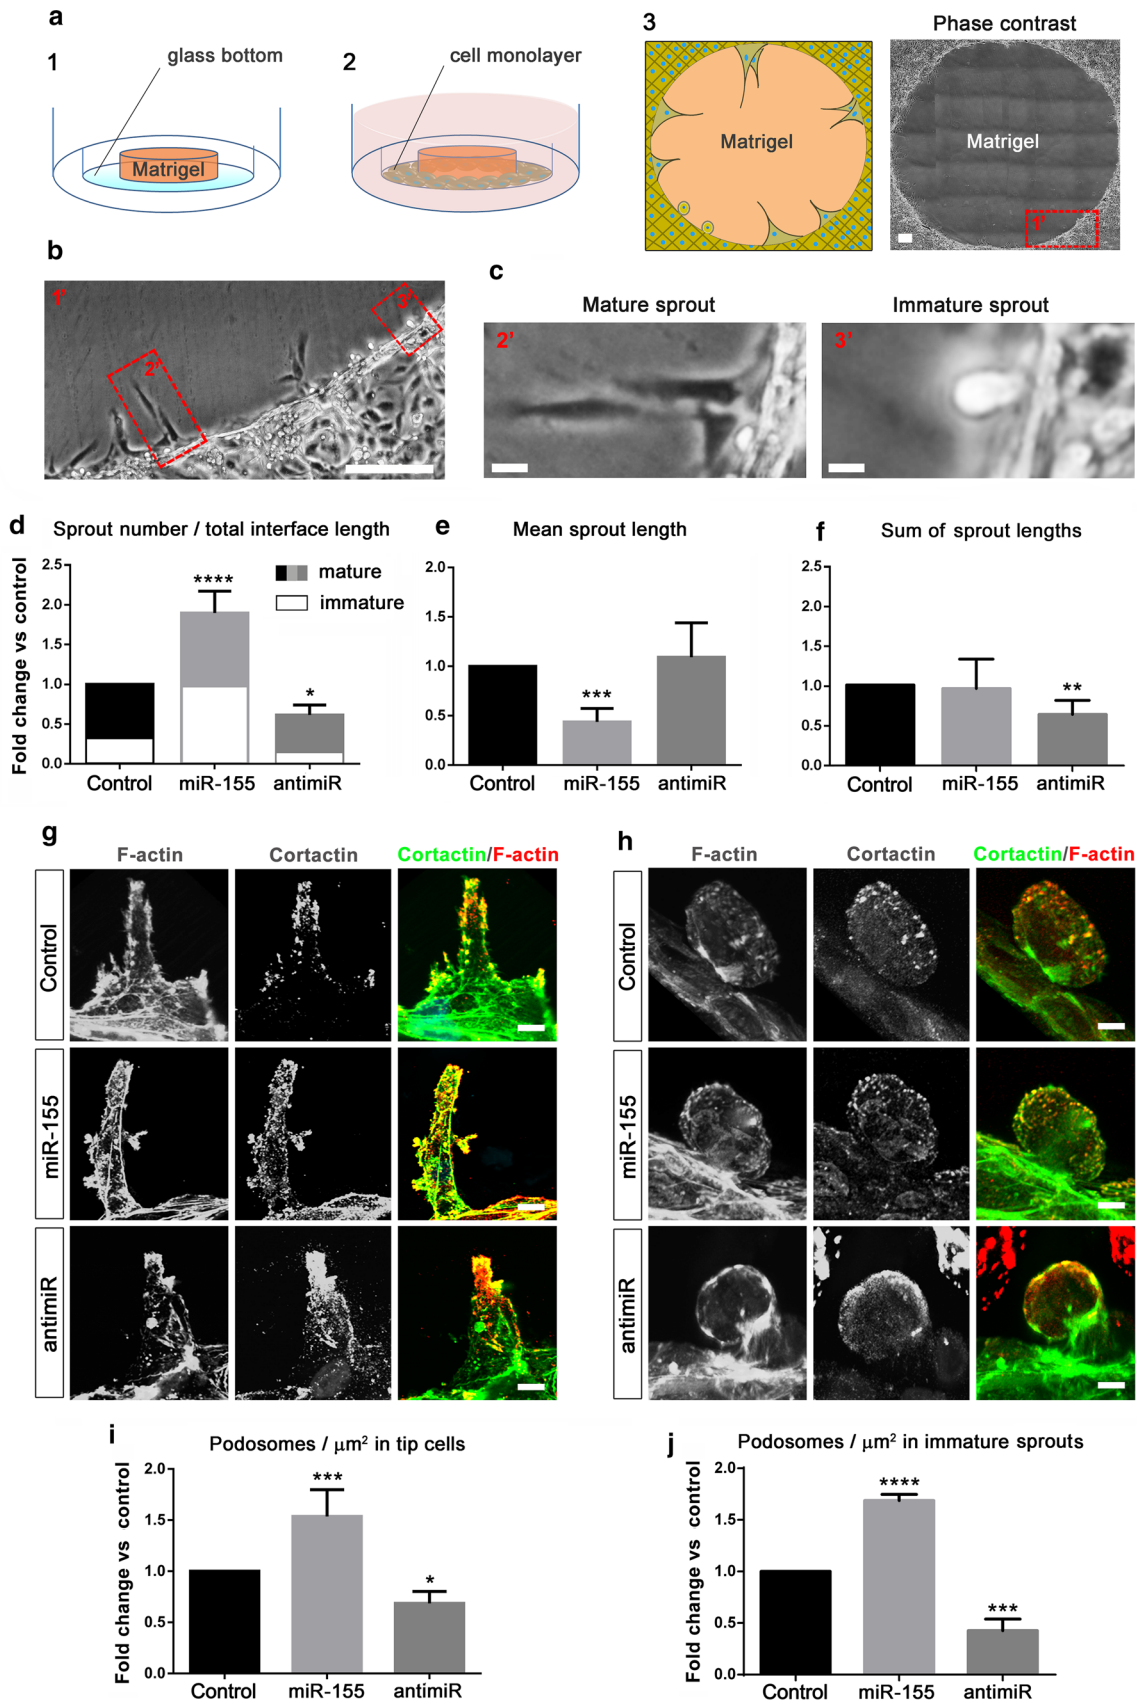 a
1
glass bottom
Matrigel
2
cell monolayer
3
Matrigel
Phase contrast
Matrigel
1'
b
1'
2'
3'
c
Mature sprout
2'
Immature sprout
3'
d
Sprout number / total interface length
Fold change vs control
2.5
2.0
1.5
1.0
0.5
0.0
****
*
mature
immature
Control
miR-155
antimiR
e
Mean sprout length
2.0
1.5
1.0
0.5
0.0
***
Control
miR-155
antimiR
f
Sum of sprout lengths
2.5
2.0
1.5
1.0
0.5
0.0
**
Control
miR-155
antimiR
g
F-actin
Cortactin
Cortactin/F-actin
Control
miR-155
antimiR
h
F-actin
Cortactin
Cortactin/F-actin
Control
miR-155
antimiR
i
Podosomes / μm² in tip cells
Fold change vs control
2.0
1.5
1.0
0.5
0.0
***
*
Control
miR-155
antimiR
j
Podosomes / μm² in immature sprouts
Fold change vs control
2.0
1.5
1.0
0.5
0.0
****
***
Control
miR-155
antimiR